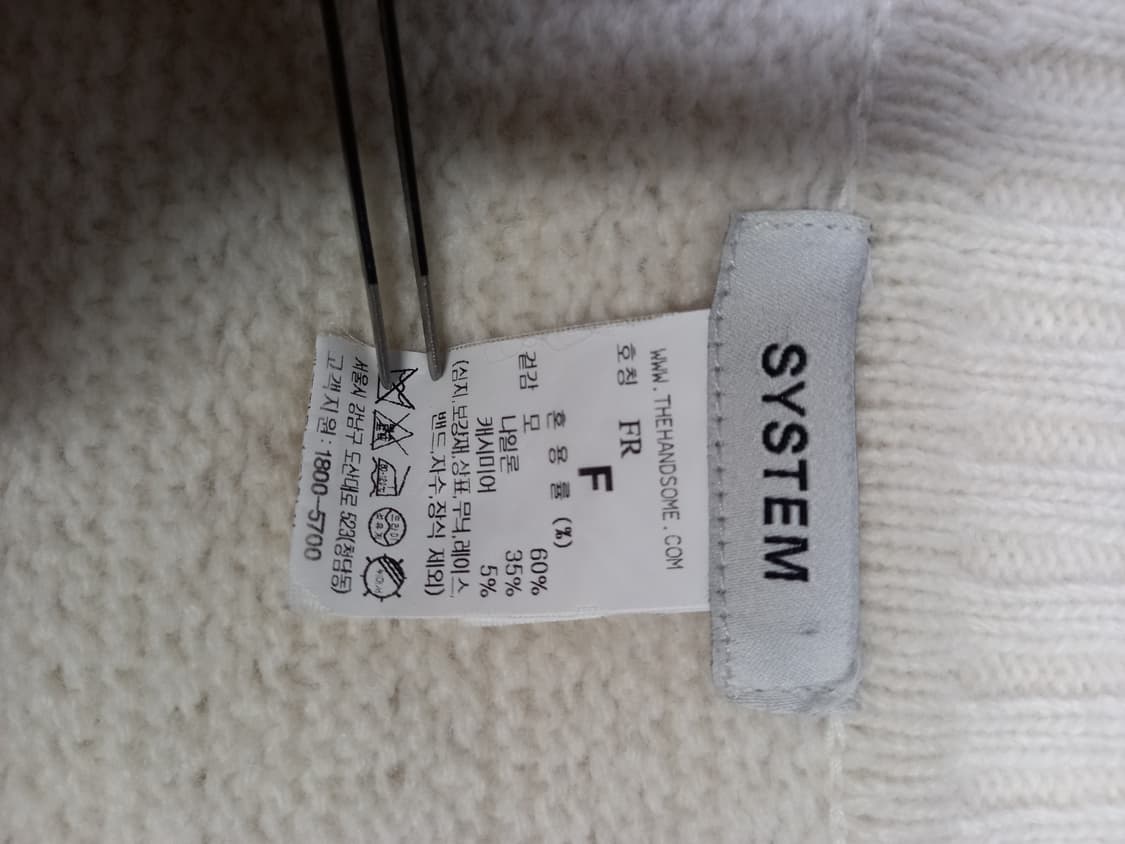 SYSTEM
WWW.THEHANDSOME.COM
호칭 FR
F
혼 용 률 (%)
겉감 모 60%
나일론 35%
캐시미어 5%
(심지,보강재,상표,무늬,레이스,
밴드,자수,장식 제외)
드라이
서울시 강남구 도산대로 523(청담동)
고객지원 : 1800-5700